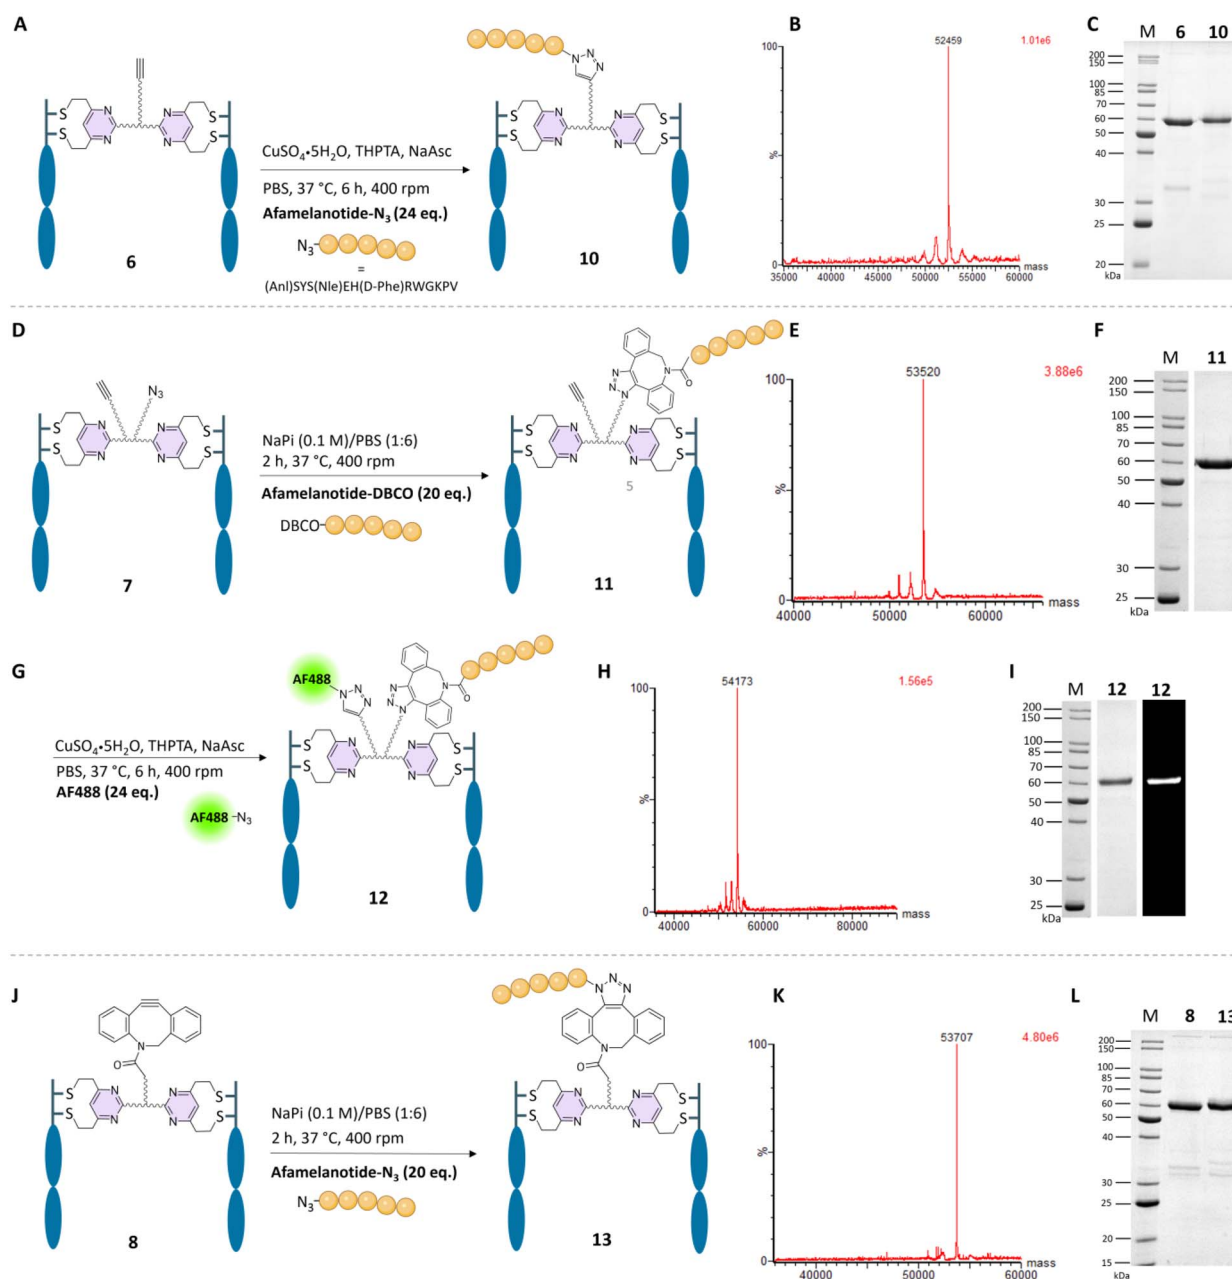 A
S
S
N
N
N
N
S
S
6
CuSO₄•5H₂O, THPTA, NaAsc
PBS, 37 °C, 6 h, 400 rpm
Afamelanotide-N₃ (24 eq.)
N₃
=
(Anl)SYS(Nle)EH(D-Phe)RWGKPV
N
N
N
S
S
N
N
N
N
S
S
10
B
52459
1.01e6
100
%
0
35000 40000 45000 50000 55000 60000 mass
C
M 6 10
200
150
100
85
70
60
50
40
30
25
20
kDa
D
N₃
S
S
N
N
N
N
S
S
7
NaPi (0.1 M)/PBS (1:6)
2 h, 37 °C, 400 rpm
Afamelanotide-DBCO (20 eq.)
DBCO
N
O
N
N
N
S
S
N
N
N
N
S
S
5
11
E
53520
3.88e6
100
%
0
40000 50000 60000 mass
F
M 11
200
150
100
85
70
60
50
40
30
25
kDa
G
CuSO₄•5H₂O, THPTA, NaAsc
PBS, 37 °C, 6 h, 400 rpm
AF488 (24 eq.)
AF488 -N₃
AF488
N
N
N
N
N
N
N
O
S
S
N
N
N
N
S
S
12
H
54173
1.56e5
100
%
0
40000 60000 80000 mass
I
M 12 12
200
150
100
85
70
60
50
40
30
25
kDa
J
N
O
S
S
N
N
N
N
S
S
8
NaPi (0.1 M)/PBS (1:6)
2 h, 37 °C, 400 rpm
Afamelanotide-N₃ (20 eq.)
N₃
N
N
N
N
O
S
S
N
N
N
N
S
S
13
K
53707
4.80e6
100
%
0
40000 50000 60000 mass
L
M 8 13
200
150
100
85
70
60
50
40
30
25
20
15
kDa